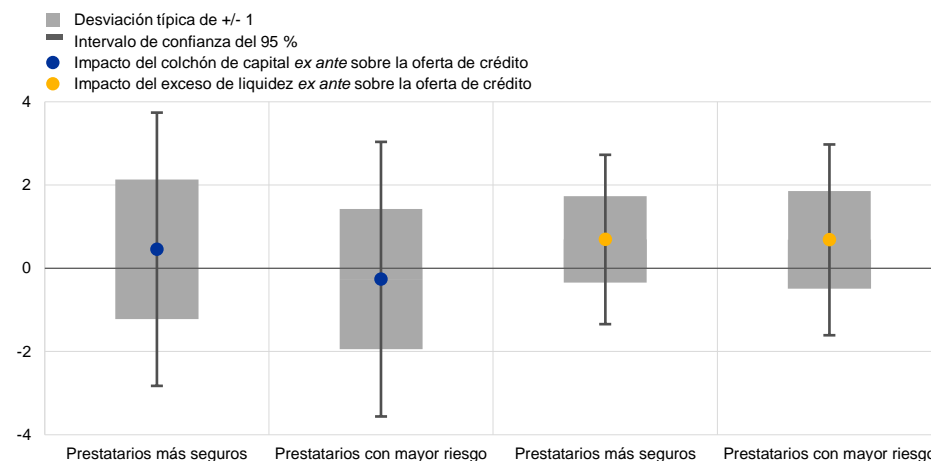 Desviación típica de +/- 1
Intervalo de confianza del 95 %
Impacto del colchón de capital ex ante sobre la oferta de crédito
Impacto del exceso de liquidez ex ante sobre la oferta de crédito
4
2
0
-2
-4
Prestatarios más seguros Prestatarios con mayor riesgo Prestatarios más seguros Prestatarios con mayor riesgo